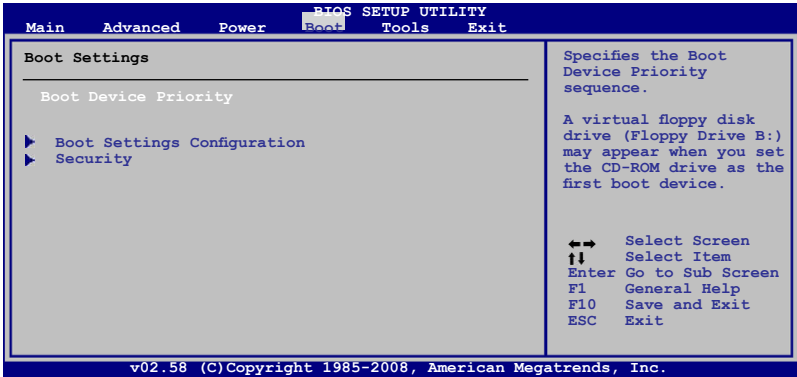 BIOS SETUP UTILITY
Main Advanced Power Boot Tools Exit
Boot Settings
Boot Device Priority
Boot Settings Configuration
Security
Specifies the Boot
Device Priority
sequence.
A virtual floppy disk
drive (Floppy Drive B:)
may appear when you set
the CD-ROM drive as the
first boot device.
←→ Select Screen
↑↓ Select Item
Enter Go to Sub Screen
F1 General Help
F10 Save and Exit
ESC Exit
v02.58 (C)Copyright 1985-2008, American Megatrends, Inc.